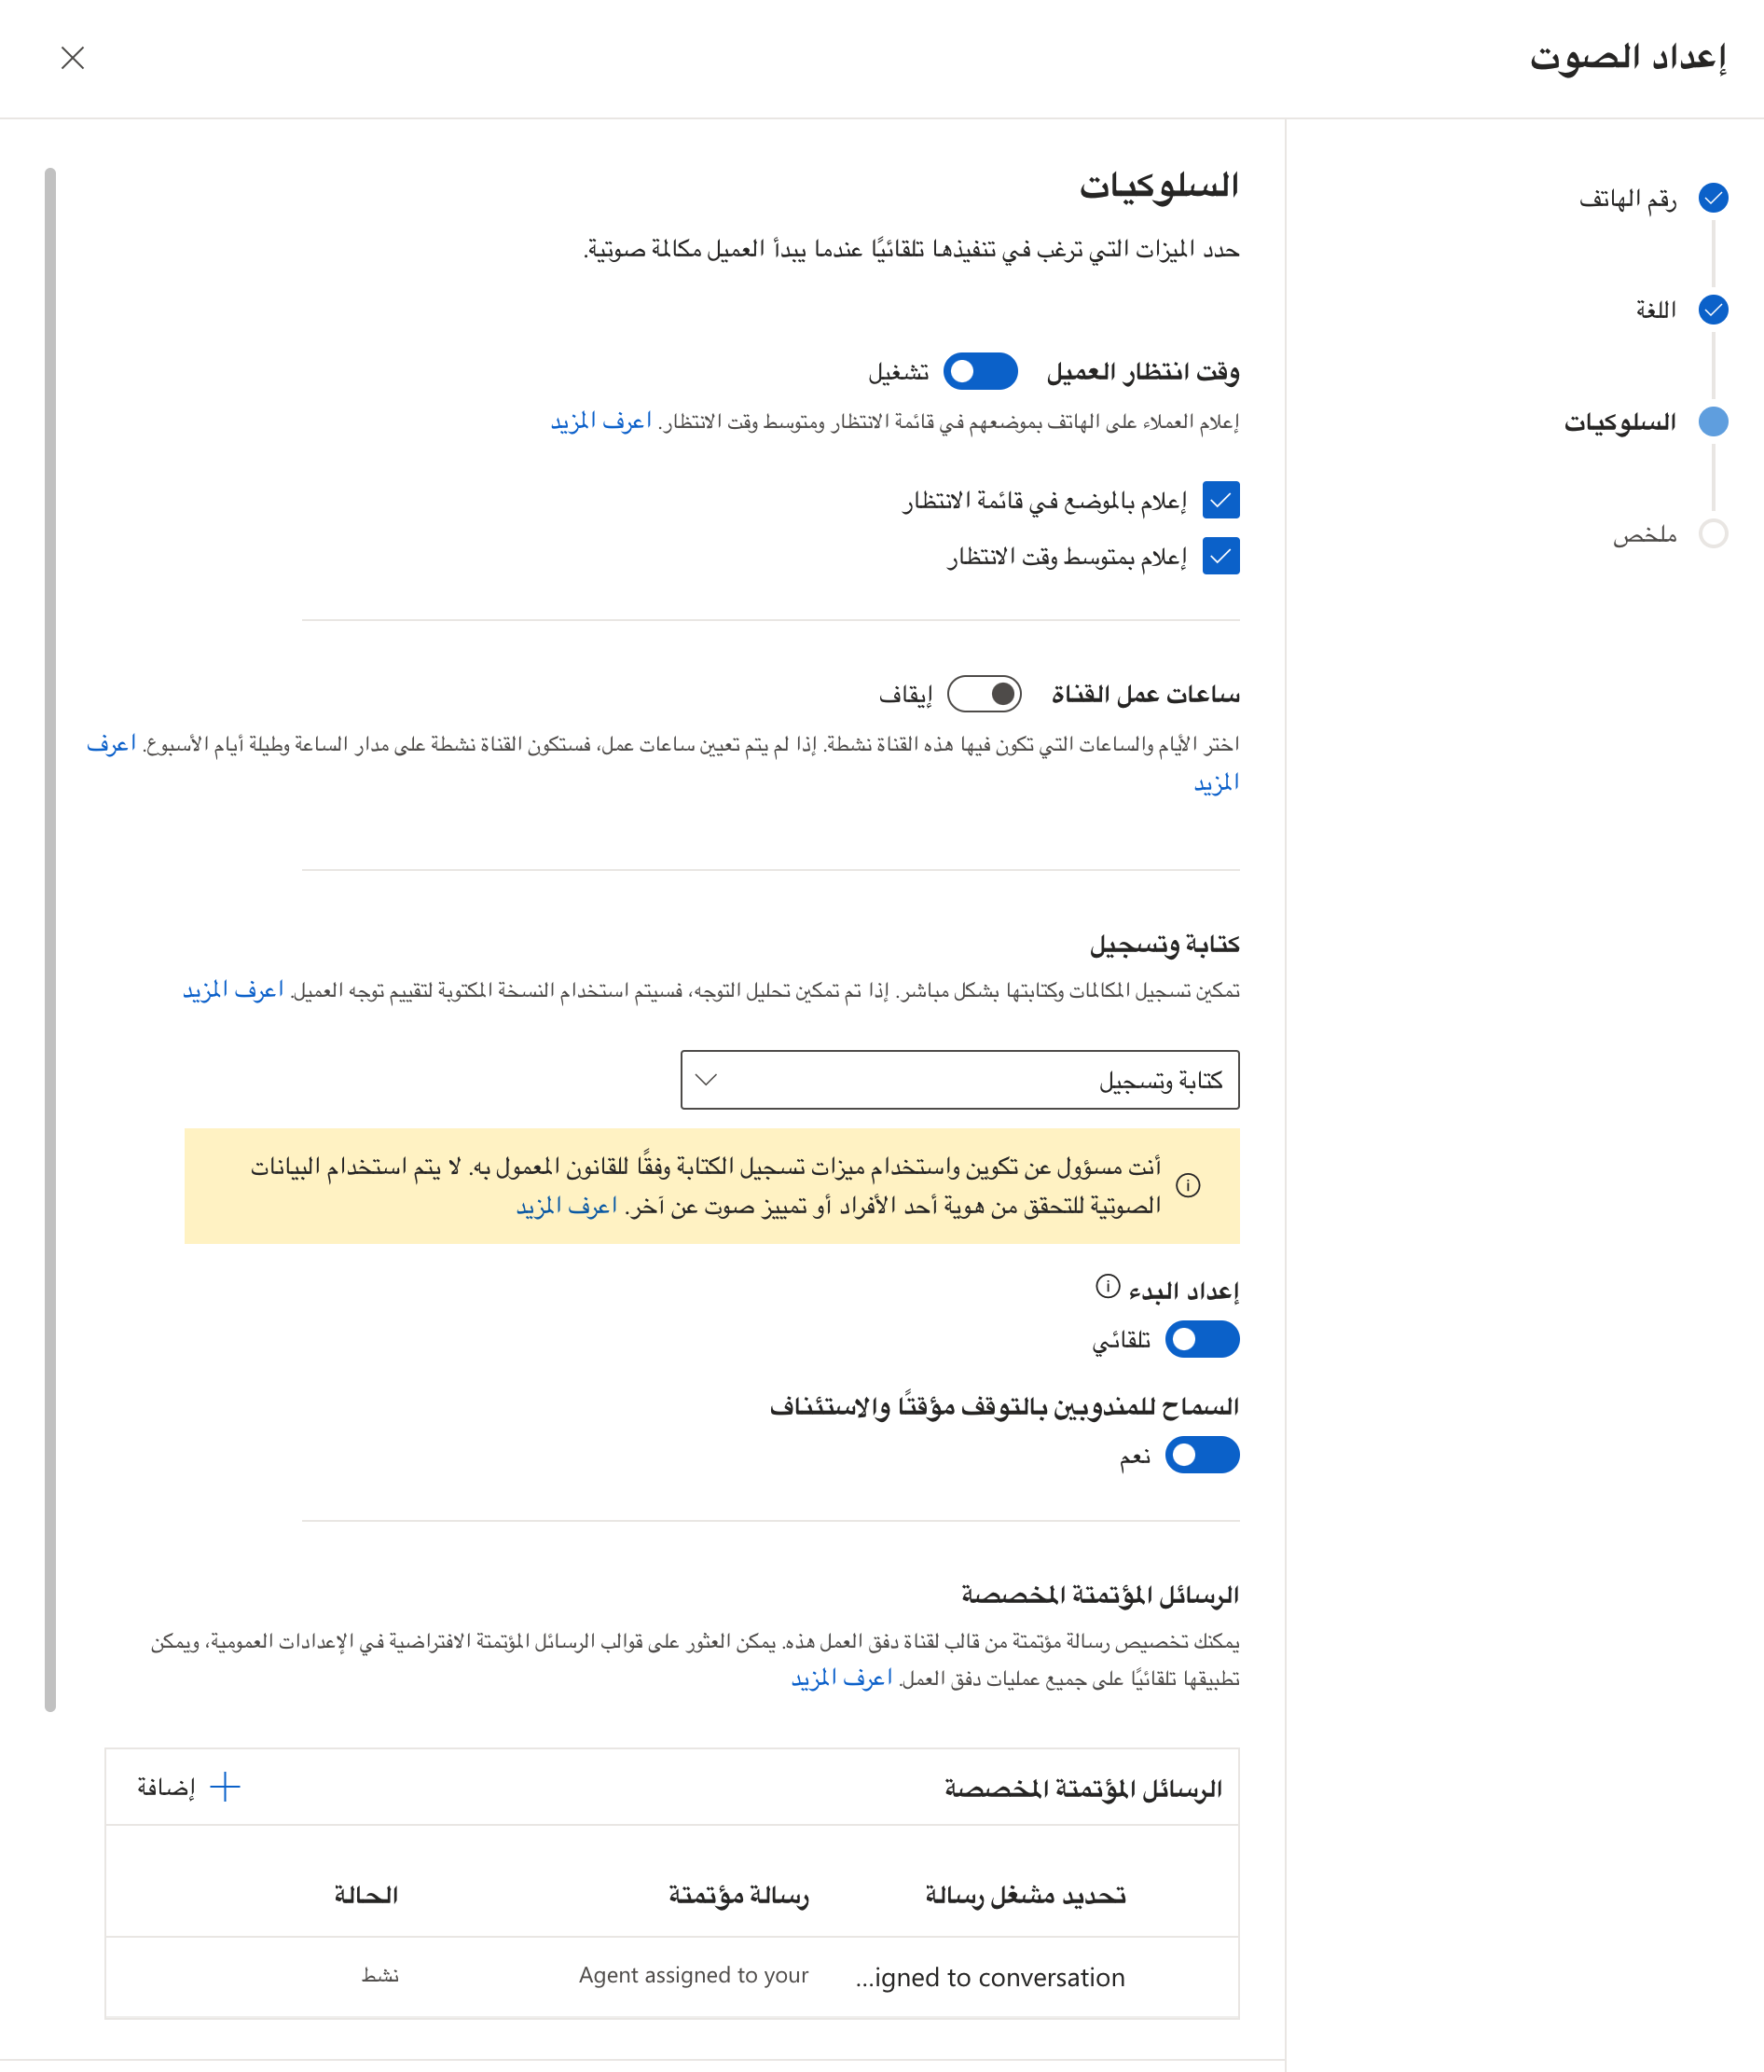 إعداد الصوت
رقم الهاتف
اللغة
السلوكيات
ملخص
السلوكيات
حدد الميزات التي ترغب في تنفيذها تلقائيًا عندما يبدأ العميل مكالمة صوتية.
وقت انتظار العميل تشغيل
إعلام العملاء على الهاتف بموضعهم في قائمة الانتظار ومتوسط وقت الانتظار. اعرف المزيد
إعلام بالموضع في قائمة الانتظار
إعلام بمتوسط وقت الانتظار
ساعات عمل القناة إيقاف
اختر الأيام والساعات التي تكون فيها هذه القناة نشطة. إذا لم يتم تعيين ساعات عمل، فستكون القناة نشطة على مدار الساعة وطيلة أيام الأسبوع. اعرف
المزيد
كتابة وتسجيل
تمكين تسجيل المكالمات وكتابتها بشكل مباشر. إذا تم تمكين تحليل التوجه، فسيتم استخدام النسخة المكتوبة لتقييم توجه العميل. اعرف المزيد
كتابة وتسجيل
أنت مسؤول عن تكوين واستخدام ميزات تسجيل الكتابة وفقًا للقانون المعمول به. لا يتم استخدام البيانات
الصوتية للتحقق من هوية أحد الأفراد أو تمييز صوت عن آخر. اعرف المزيد
إعداد البدء
تلقائي
السماح للمندوبين بالتوقف مؤقتًا والاستئناف
نعم
الرسائل المؤتمتة المخصصة
يمكنك تخصيص رسالة مؤتمتة من قالب لقناة دفق العمل هذه. يمكن العثور على قوالب الرسائل المؤتمتة الافتراضية في الإعدادات العمومية، ويمكن
تطبيقها تلقائيًا على جميع عمليات دفق العمل. اعرف المزيد
الرسائل المؤتمتة المخصصة إضافة
تحديد مشغل رسالة رسالة مؤتمتة الحالة
...igned to conversation Agent assigned to your نشط